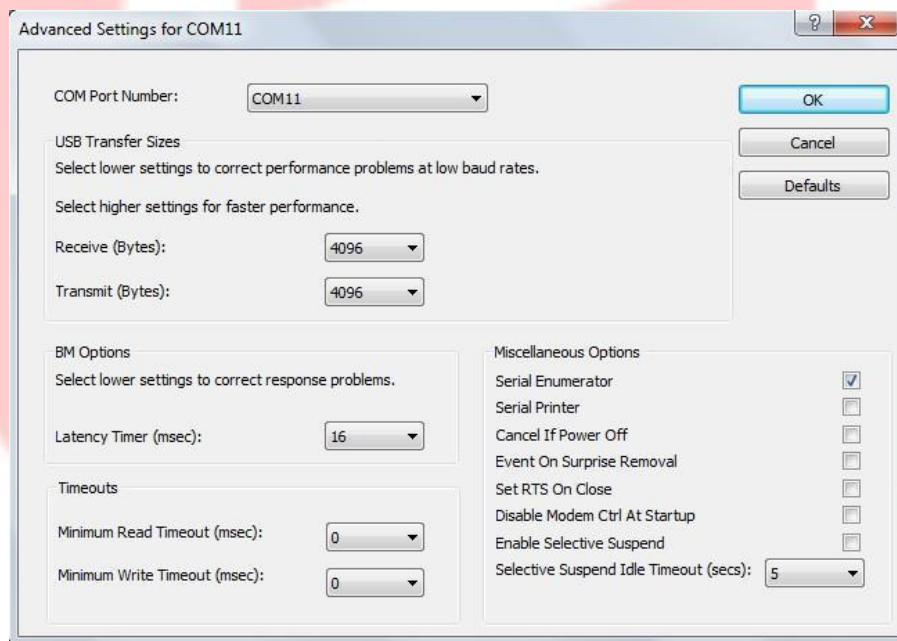 Advanced Settings for COM11
COM Port Number: COM11
OK
Cancel
Defaults
USB Transfer Sizes
Select lower settings to correct performance problems at low baud rates.
Select higher settings for faster performance.
Receive (Bytes): 4096
Transmit (Bytes): 4096
BM Options
Select lower settings to correct response problems.
Latency Timer (msec): 16
Timeouts
Minimum Read Timeout (msec): 0
Minimum Write Timeout (msec): 0
Miscellaneous Options
Serial Enumerator
Serial Printer
Cancel If Power Off
Event On Surprise Removal
Set RTS On Close
Disable Modem Ctrl At Startup
Enable Selective Suspend
Selective Suspend Idle Timeout (secs): 5